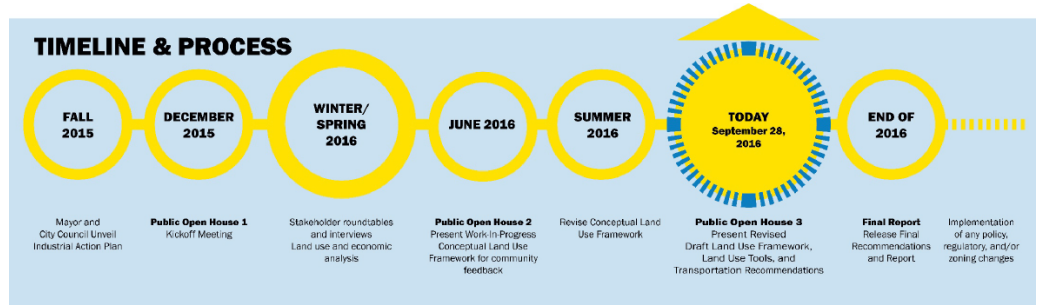 TIMELINE & PROCESS
FALL
2015
DECEMBER
2015
WINTER/
SPRING
2016
JUNE 2016
SUMMER
2016
TODAY
September 28,
2016
END OF
2016
Mayor and
City Council Unveil
Industrial Action Plan
Public Open House 1
Kickoff Meeting
Stakeholder roundtables
and interviews
Land use and economic
analysis
Public Open House 2
Present Work-In-Progress
Conceptual Land Use
Framework for community
feedback
Revise Conceptual Land
Use Framework
Public Open House 3
Present Revised
Draft Land Use Framework,
Land Use Tools, and
Transportation Recommendations
Final Report
Release Final
Recommendations
and Report
Implementation
of any policy,
regulatory, and/or
zoning changes